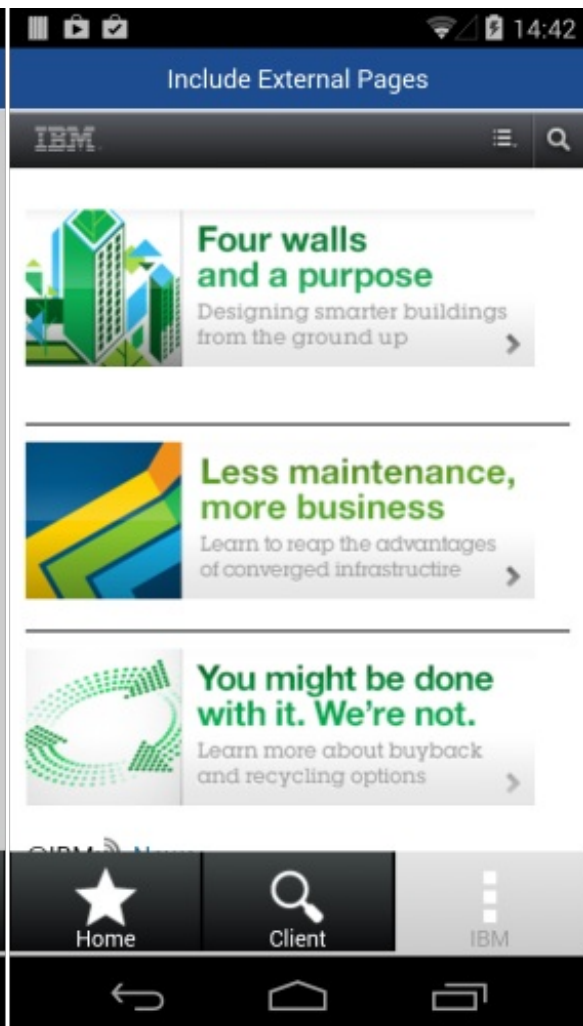 14:42
Include External Pages
IBM.
Four walls
and a purpose
Designing smarter buildings
from the ground up
Less maintenance,
more business
Learn to reap the advantages
of converged infrastructire
You might be done
with it. We're not.
Learn more about buyback
and recycling options
Home
Client
IBM